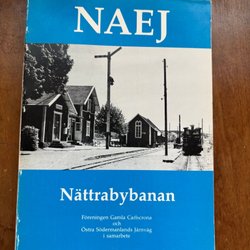 NAEJ
Nättrabybanan
Föreningen Gamla Carlscrona
och
Östra Södermanlands Järnväg
i samarbete